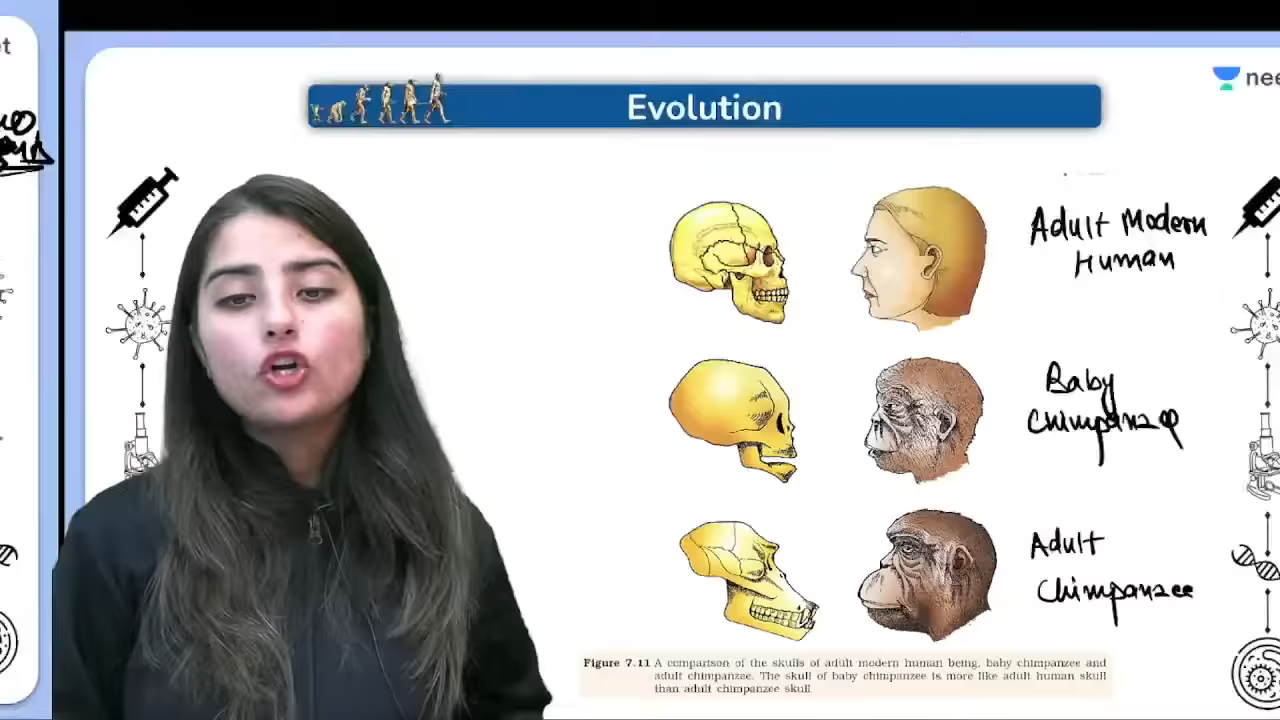 Evolution
Adult Modern
Human
Baby
Chimpanzee
Adult
Chimpanzee
Figure 7.11 A comparison of the skulls of adult modern human being, baby chimpanzee and
adult chimpanzee. The skull of baby chimpanzee is more like adult human skull
than adult chimpanzee skull